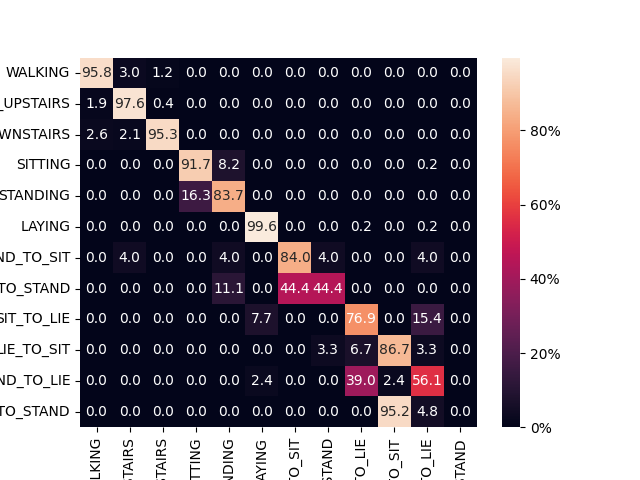 WALKING 95.8 3.0 1.2 0.0 0.0 0.0 0.0 0.0 0.0 0.0 0.0 0.0
_UPSTAIRS 1.9 97.6 0.4 0.0 0.0 0.0 0.0 0.0 0.0 0.0 0.0 0.0
WNSTAIRS 2.6 2.1 95.3 0.0 0.0 0.0 0.0 0.0 0.0 0.0 0.0 0.0
SITTING 0.0 0.0 0.0 91.7 8.2 0.0 0.0 0.0 0.0 0.0 0.2 0.0
STANDING 0.0 0.0 0.0 16.3 83.7 0.0 0.0 0.0 0.0 0.0 0.0 0.0
LAYING 0.0 0.0 0.0 0.0 0.0 99.6 0.0 0.0 0.2 0.0 0.2 0.0
ND_TO_SIT 0.0 4.0 0.0 0.0 4.0 0.0 84.0 4.0 0.0 0.0 4.0 0.0
TO_STAND 0.0 0.0 0.0 0.0 11.1 0.0 44.4 44.4 0.0 0.0 0.0 0.0
SIT_TO_LIE 0.0 0.0 0.0 0.0 0.0 7.7 0.0 0.0 76.9 0.0 15.4 0.0
LIE_TO_SIT 0.0 0.0 0.0 0.0 0.0 0.0 0.0 3.3 6.7 86.7 3.3 0.0
ND_TO_LIE 0.0 0.0 0.0 0.0 0.0 2.4 0.0 0.0 39.0 2.4 56.1 0.0
TO_STAND 0.0 0.0 0.0 0.0 0.0 0.0 0.0 0.0 0.0 95.2 4.8 0.0
LKING
STAIRS
STAIRS
TTING
NDING
AYING
TO_SIT
STAND
TO_LIE
TO_SIT
TO_LIE
STAND
80%
60%
40%
20%
0%